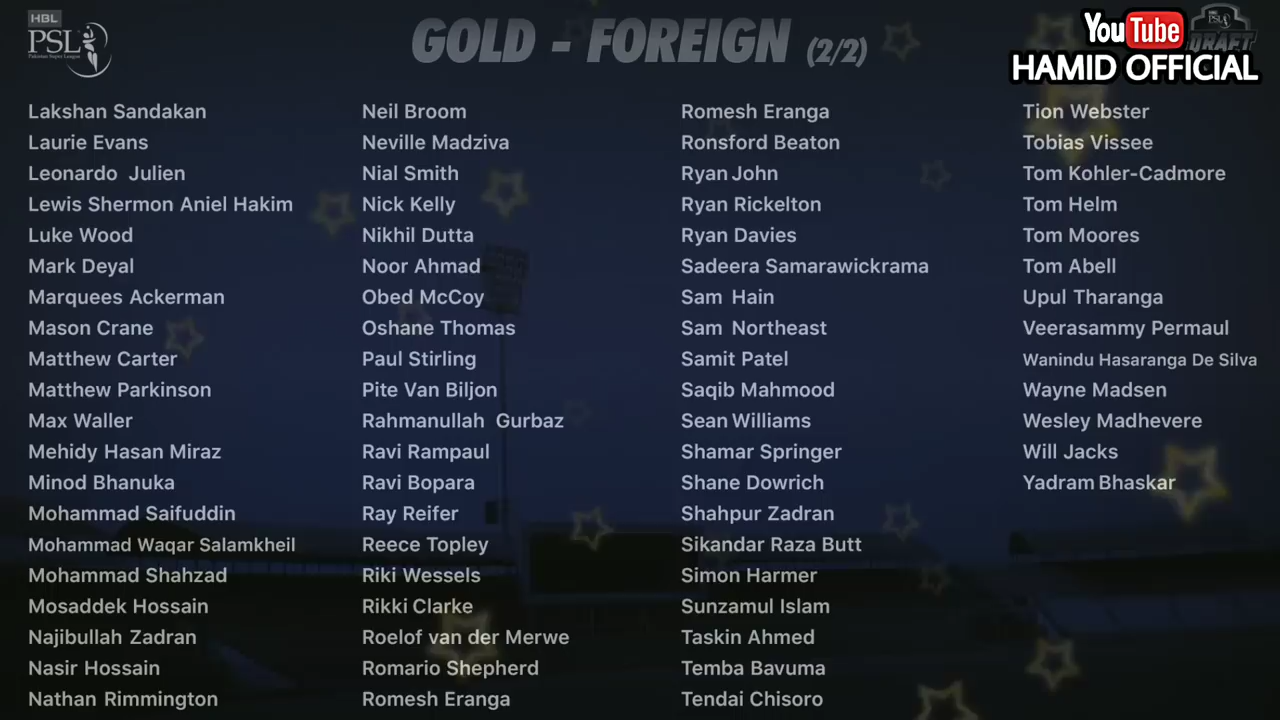 HBL
PSL
Pakistan Super League
GOLD - FOREIGN (2/2)
YouTube
PSL
DRAFT
HAMID OFFICIAL
Lakshan Sandakan
Laurie Evans
Leonardo Julien
Lewis Shermon Aniel Hakim
Luke Wood
Mark Deyal
Marquees Ackerman
Mason Crane
Matthew Carter
Matthew Parkinson
Max Waller
Mehidy Hasan Miraz
Minod Bhanuka
Mohammad Saifuddin
Mohammad Waqar Salamkheil
Mohammad Shahzad
Mosaddek Hossain
Najibullah Zadran
Nasir Hossain
Nathan Rimmington
Neil Broom
Neville Madziva
Nial Smith
Nick Kelly
Nikhil Dutta
Noor Ahmad
Obed McCoy
Oshane Thomas
Paul Stirling
Pite Van Biljon
Rahmanullah Gurbaz
Ravi Rampaul
Ravi Bopara
Ray Reifer
Reece Topley
Riki Wessels
Rikki Clarke
Roelof van der Merwe
Romario Shepherd
Romesh Eranga
Romesh Eranga
Ronsford Beaton
Ryan John
Ryan Rickelton
Ryan Davies
Sadeera Samarawickrama
Sam Hain
Sam Northeast
Samit Patel
Saqib Mahmood
Sean Williams
Shamar Springer
Shane Dowrich
Shahpur Zadran
Sikandar Raza Butt
Simon Harmer
Sunzamul Islam
Taskin Ahmed
Temba Bavuma
Tendai Chisoro
Tion Webster
Tobias Vissee
Tom Kohler-Cadmore
Tom Helm
Tom Moores
Tom Abell
Upul Tharanga
Veerasammy Permaul
Wanindu Hasaranga De Silva
Wayne Madsen
Wesley Madhevere
Will Jacks
Yadram Bhaskar